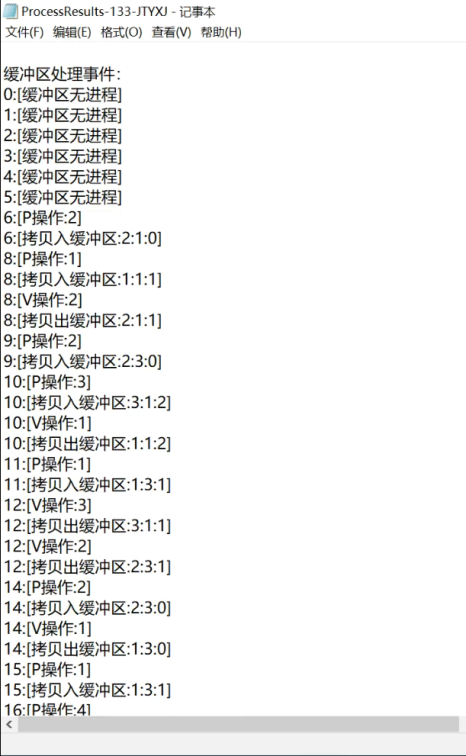 ProcessResults-133-JTYXJ - 记事本
文件(F) 编辑(E) 格式(O) 查看(V) 帮助(H)
缓冲区处理事件：
0:[缓冲区无进程]
1:[缓冲区无进程]
2:[缓冲区无进程]
3:[缓冲区无进程]
4:[缓冲区无进程]
5:[缓冲区无进程]
6:[P操作:2]
6:[拷贝入缓冲区:2:1:0]
8:[P操作:1]
8:[拷贝入缓冲区:1:1:1]
8:[V操作:2]
8:[拷贝出缓冲区:2:1:1]
9:[P操作:2]
9:[拷贝入缓冲区:2:3:0]
10:[P操作:3]
10:[拷贝入缓冲区:3:1:2]
10:[V操作:1]
10:[拷贝出缓冲区:1:1:2]
11:[P操作:1]
11:[拷贝入缓冲区:1:3:1]
12:[V操作:3]
12:[拷贝出缓冲区:3:1:1]
12:[V操作:2]
12:[拷贝出缓冲区:2:3:1]
14:[P操作:2]
14:[拷贝入缓冲区:2:3:0]
14:[V操作:1]
14:[拷贝出缓冲区:1:3:0]
15:[P操作:1]
15:[拷贝入缓冲区:1:3:1]
16:[P操作:4]